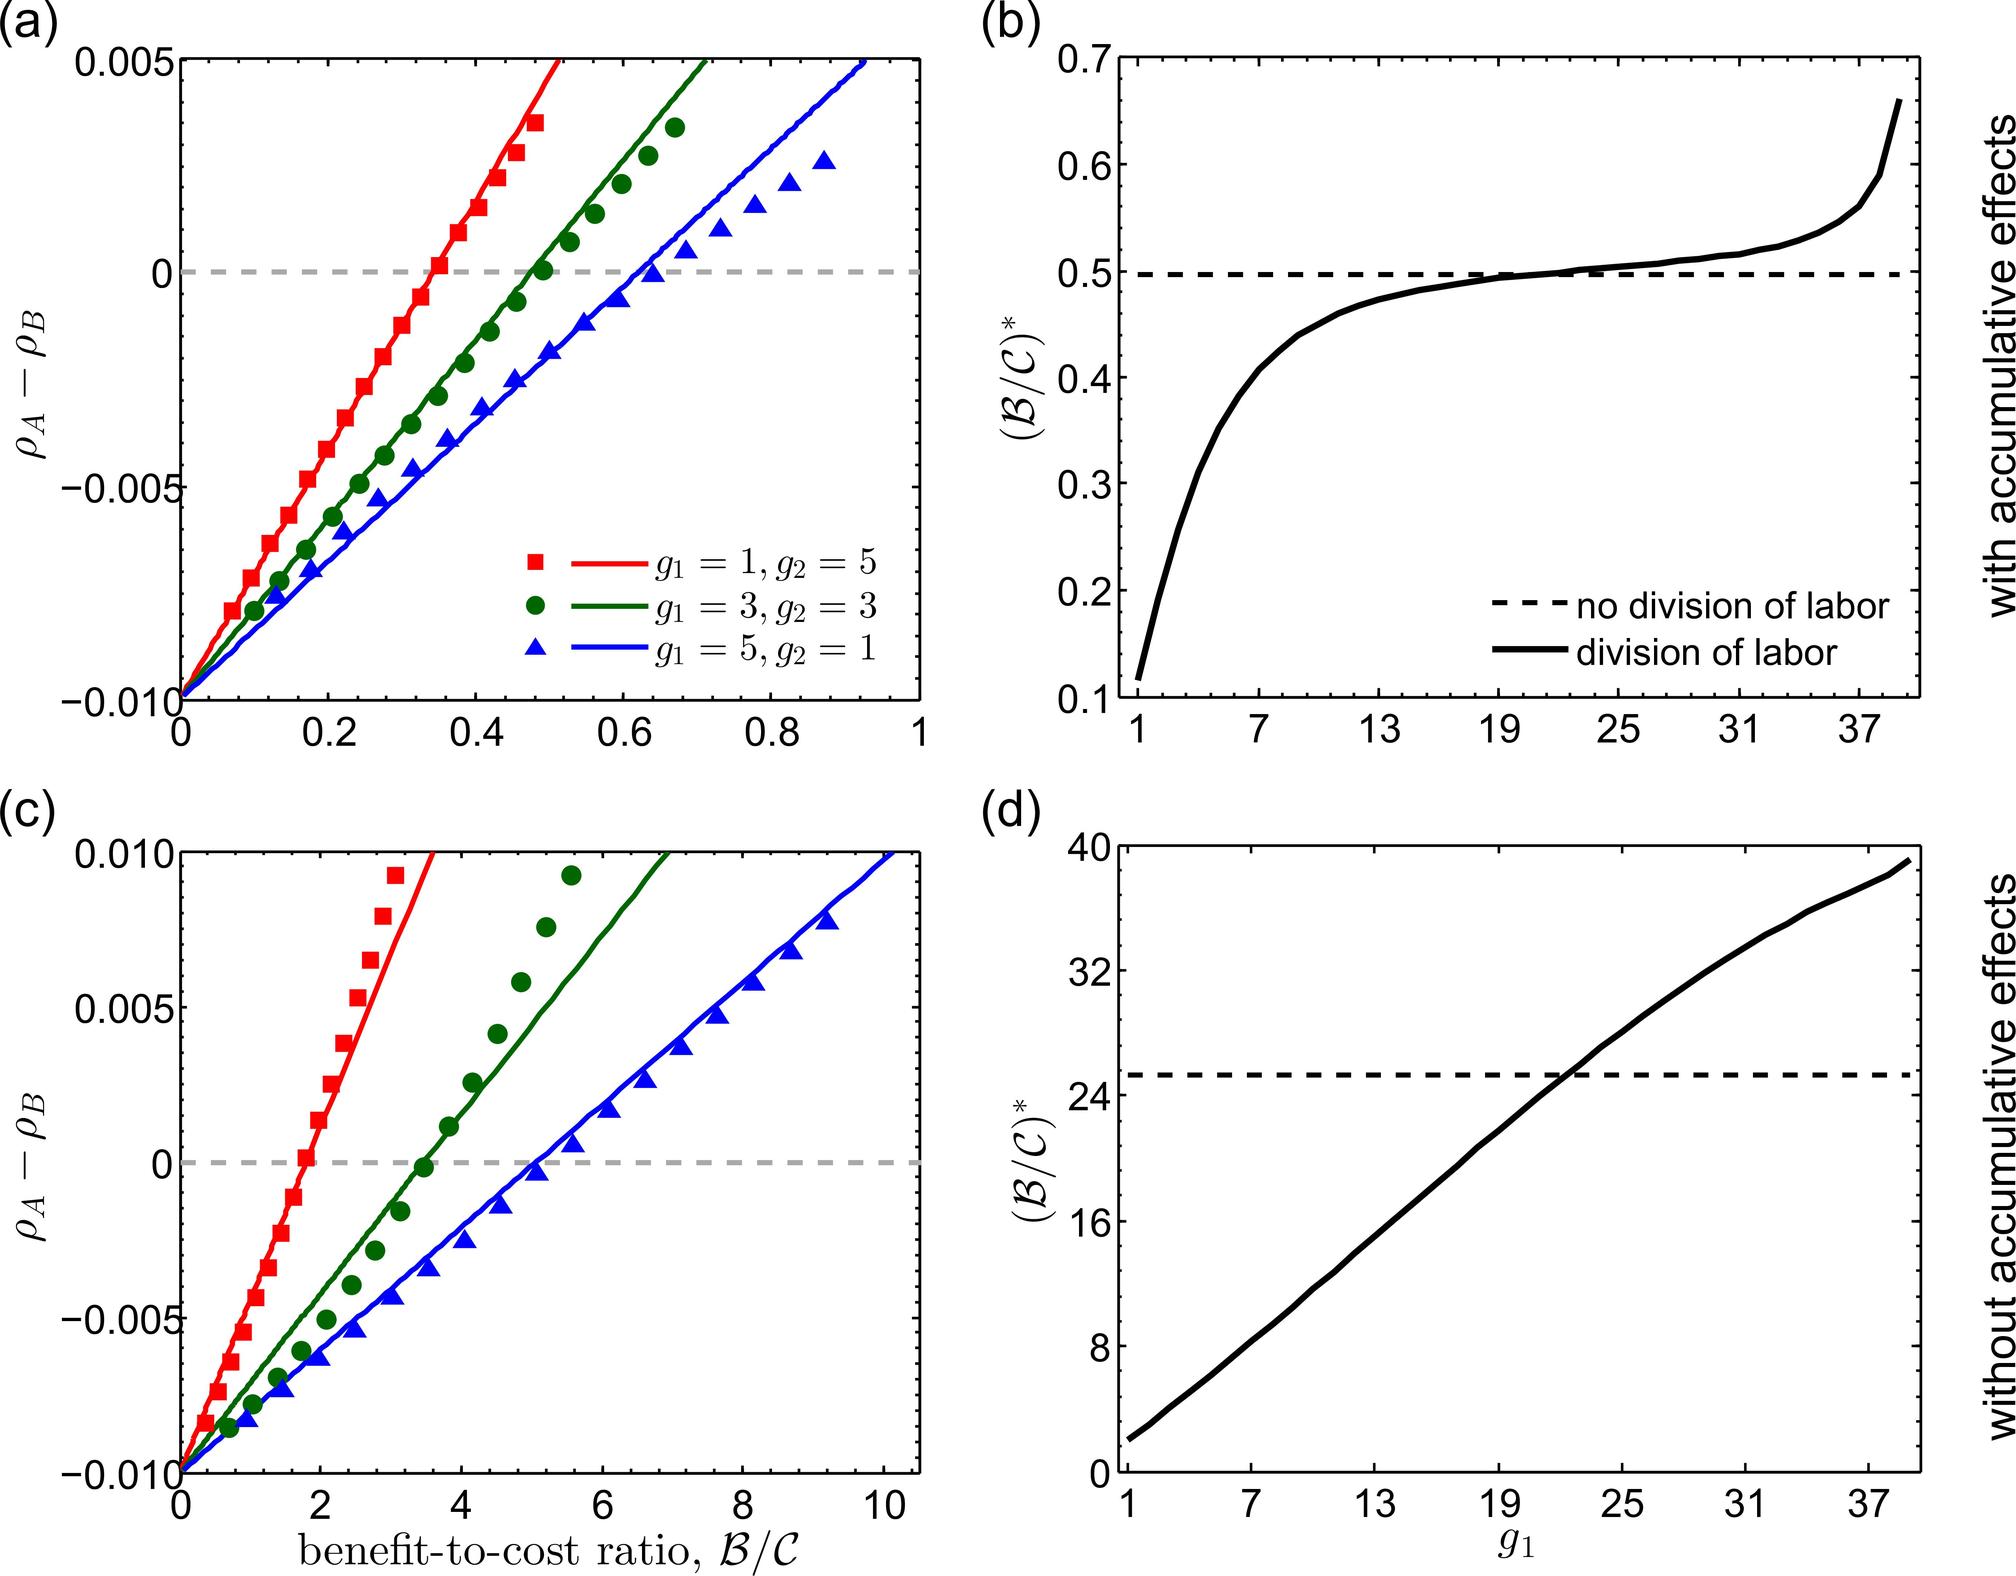 (a)
0.005
0
−0.005
−0.010
ρA − ρB
0 0.2 0.4 0.6 0.8 1
g1 = 1, g2 = 5
g1 = 3, g2 = 3
g1 = 5, g2 = 1
(b)
0.7
0.6
0.5
0.4
0.3
0.2
0.1
(B/C)*
1 7 13 19 25 31 37
no division of labor
division of labor
with accumulative effects
(c)
0.010
0.005
0
−0.005
−0.010
ρA − ρB
0 2 4 6 8 10
benefit-to-cost ratio, B/C
(d)
40
32
24
16
8
0
(B/C)*
1 7 13 19 25 31 37
g1
without accumulative effects